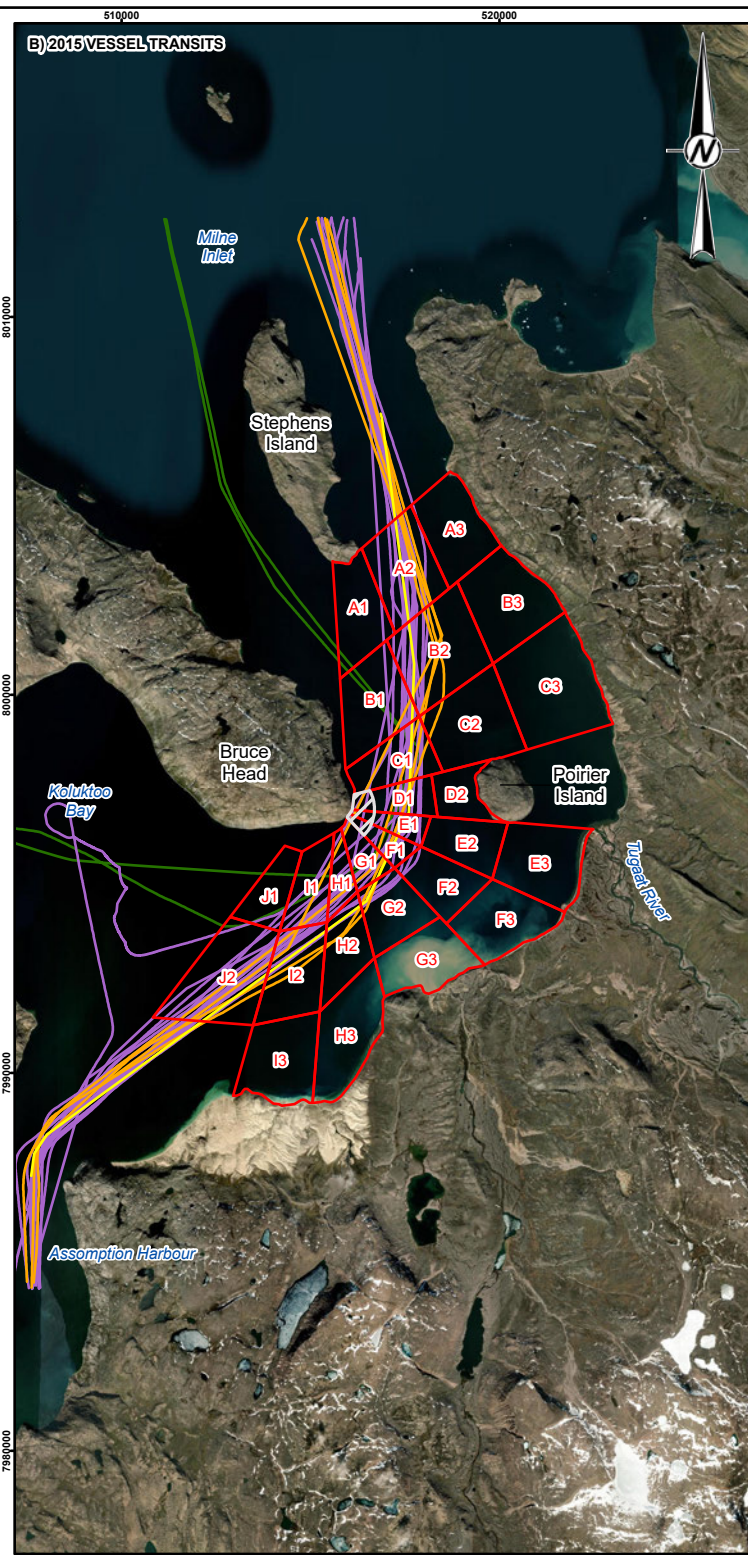 510000
520000
B) 2015 VESSEL TRANSITS
N
Milne
Inlet
8010000
Stephens
Island
A3
A2
A1
B3
B2
B1
C3
C2
8000000
Bruce
Head
C1
Poirier
Island
Koluktoo
Bay
D1
D2
E1
E2
E3
F1
G1
Tugaat River
H1
I1
J1
F2
G2
F3
H2
G3
I2
J2
H3
I3
7990000
Assomption Harbour
7980000